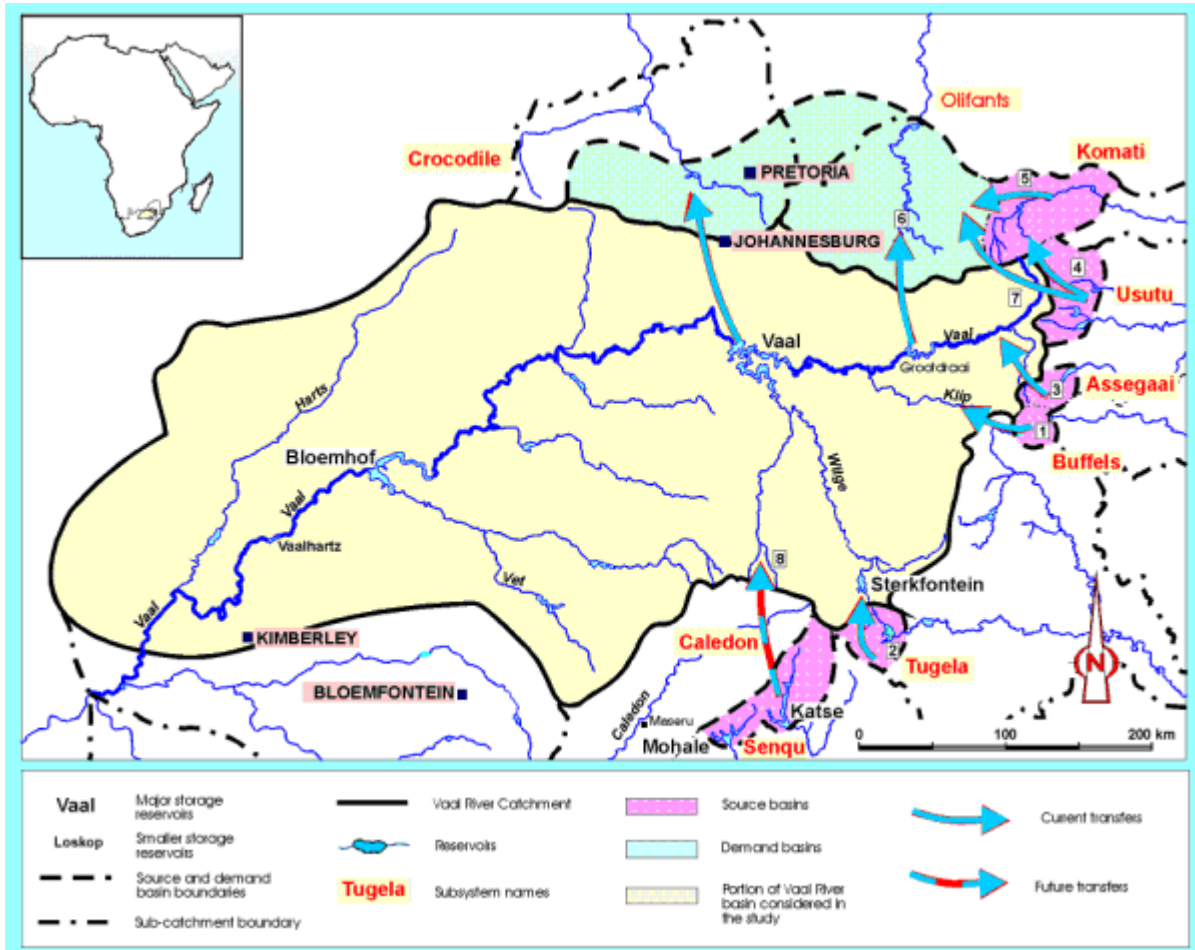 Olifants
Crocodile
Komati
PRETORIA
5
JOHANNESBURG
6
4
7
Usutu
Vaal
Vaal
Grootdraai
Harts
Klip
3
Assegaai
1
Buffels
Bloemhof
Wilge
Vaal
Vaalhartz
8
Sterkfontein
Vet
Vaal
KIMBERLEY
Caledon
2
Tugela
N
BLOEMFONTEIN
Caledon
Katse
Maseru
Mohale
Senqu
0 100 200 km
Vaal
Major storage
reservoirs
Loskop
Smaller storage
reservoirs
Source and demand
basin boundaries
Sub-catchment boundary
Vaal River Catchment
Reservoirs
Tugela
Subsystem names
Source basins
Demand basins
Portion of Vaal River
basin considered in
the study
Current transfers
Future transfers